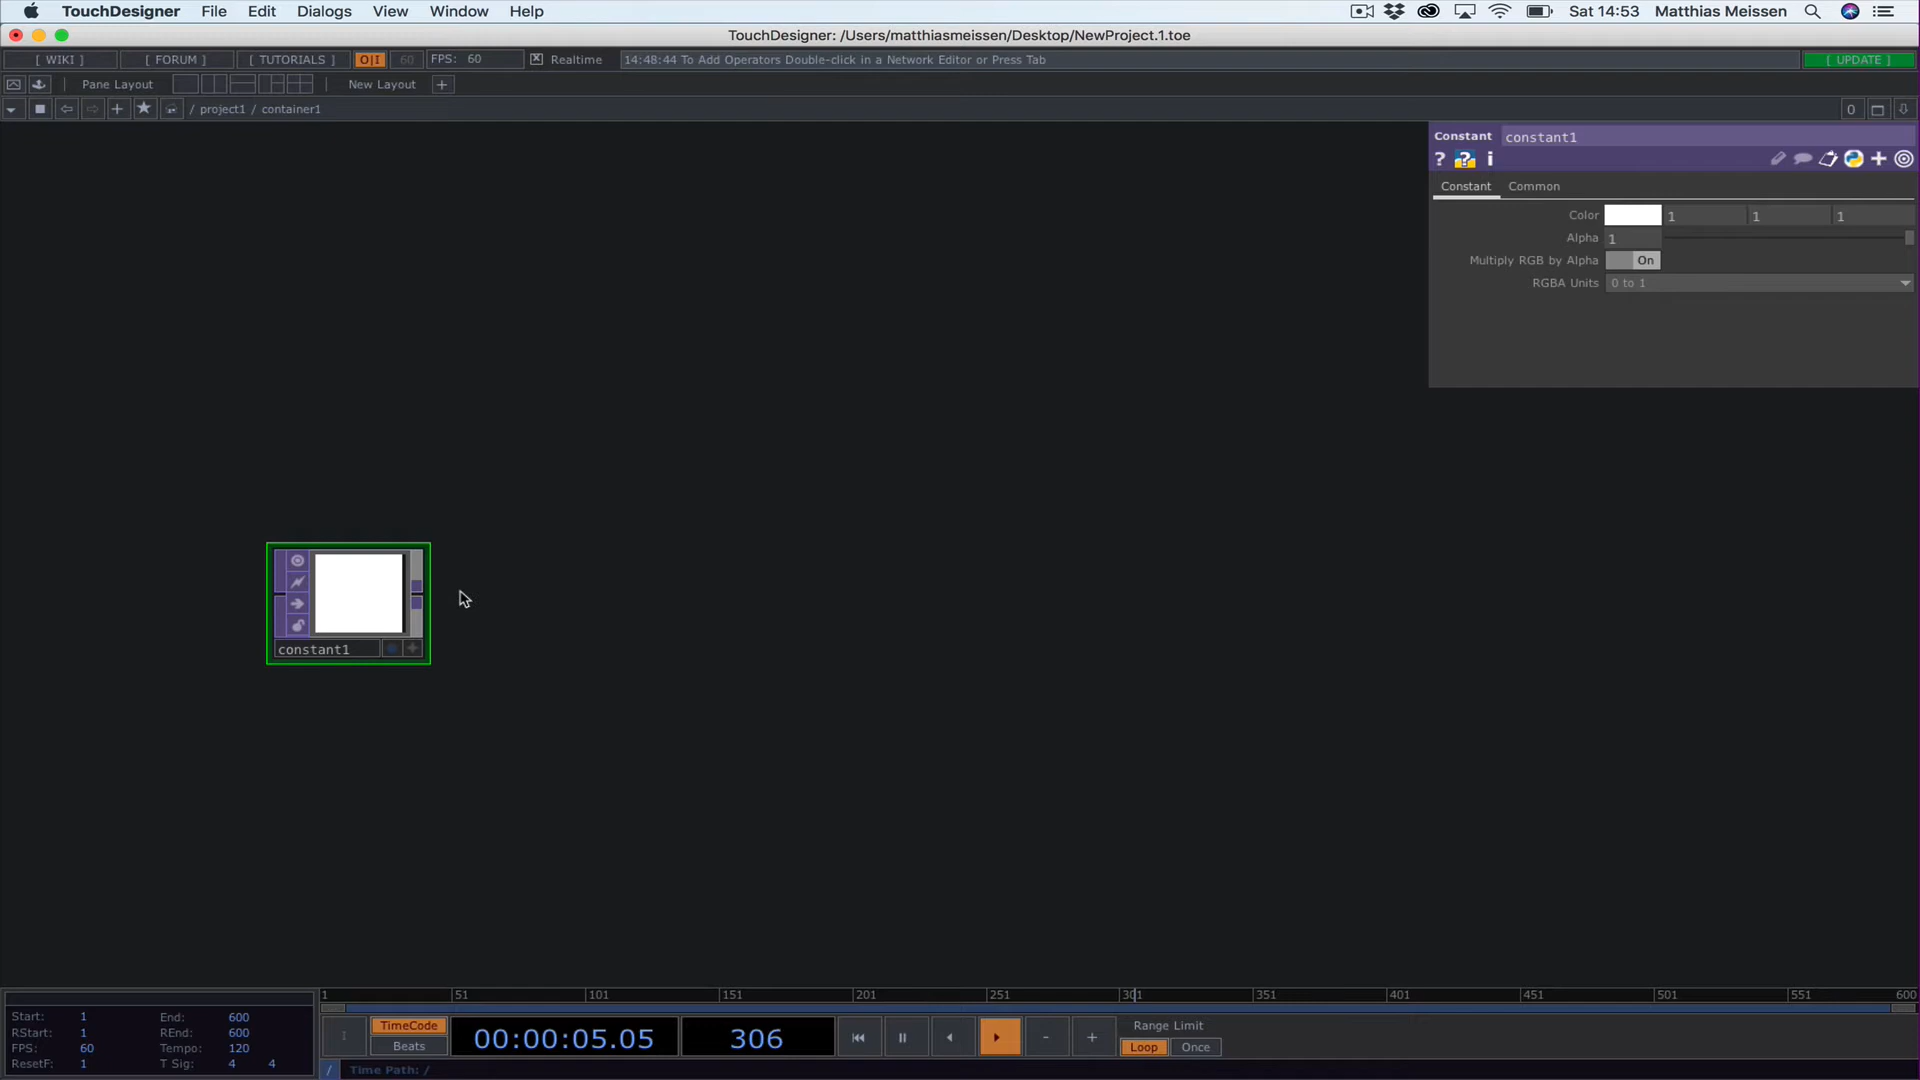 TouchDesigner File Edit Dialogs View Window Help Sat 14:53 Matthias Meissen
TouchDesigner: /Users/matthiasmeissen/Desktop/NewProject.1.toe
[ WIKI ] [ FORUM ] [ TUTORIALS ] O|I 60 FPS: 60 Realtime 14:48:44 To Add Operators Double-click in a Network Editor or Press Tab [ UPDATE ]
Pane Layout New Layout +
/ project1 / container1 0
Constant constant1
? ? i
Constant Common
Color 1 1 1
Alpha 1
Multiply RGB by Alpha On
RGBA Units 0 to 1
constant1
1 51 101 151 201 251 301 351 401 451 501 551 600
Start: 1 End: 600
RStart: 1 REnd: 600
FPS: 60 Tempo: 120
ResetF: 1 T Sig: 4 4
TimeCode
Beats
00:00:05.05 306
- +
Range Limit
Loop Once
/ Time Path: /